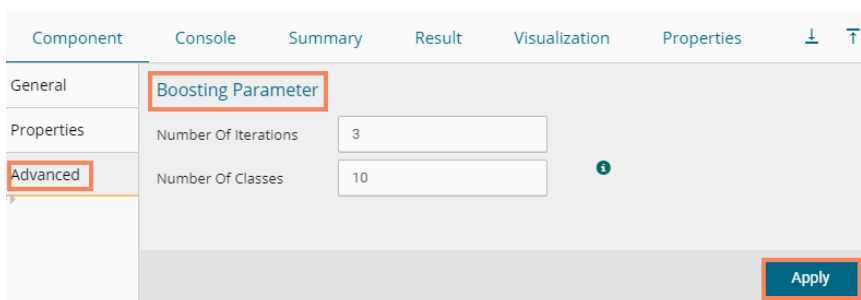 Component Console Summary Result Visualization Properties
General
Properties
Advanced
Boosting Parameter
Number Of Iterations 3
Number Of Classes 10
Apply